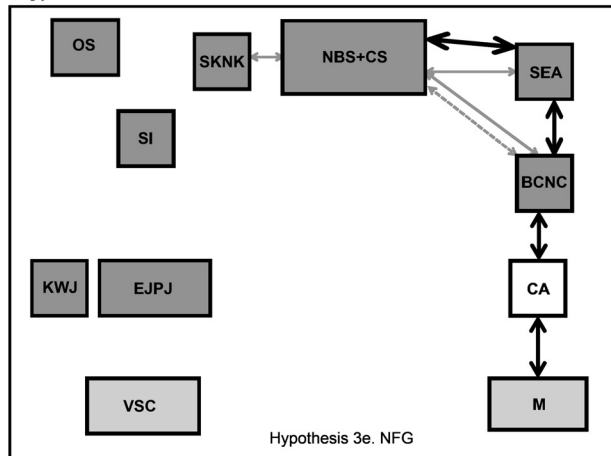 OS
SKNK
NBS+CS
SEA
SI
BCNC
KWJ
EJPJ
CA
VSC
M
Hypothesis 3e. NFG